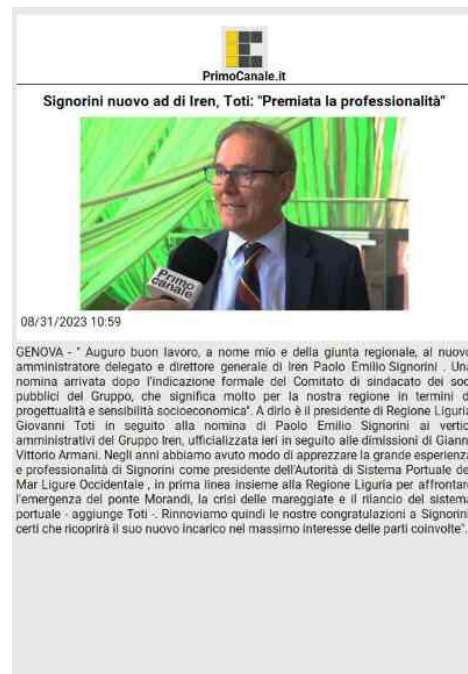 PrimoCanale.it
Signorini nuovo ad di Iren, Toti: "Premiata la professionalità"
Primo
canale
08/31/2023 10:59
GENOVA - " Auguro buon lavoro, a nome mio e della giunta regionale, al nuovo
amministratore delegato e direttore generale di Iren Paolo Emilio Signorini . Una
nomina arrivata dopo l'indicazione formale del Comitato di sindacato dei soc
pubblici del Gruppo, che significa molto per la nostra regione in termini d
progettualità e sensibilità socioeconomica". A dirlo è il presidente di Regione Liguria
Giovanni Toti in seguito alla nomina di Paolo Emilio Signorini ai vertic
amministrativi del Gruppo Iren, ufficializzata ieri in seguito alle dimissioni di Giann
Vittorio Armani. Negli anni abbiamo avuto modo di apprezzare la grande esperienza
e professionalità di Signorini come presidente dell'Autorità di Sistema Portuale de
Mar Ligure Occidentale , in prima linea insieme alla Regione Liguria per affrontare
l'emergenza del ponte Morandi, la crisi delle mareggiate e il rilancio del sistema
portuale - aggiunge Toti -. Rinnoviamo quindi le nostre congratulazioni a Signorini
certi che ricoprirà il suo nuovo incarico nel massimo interesse delle parti coinvolte".